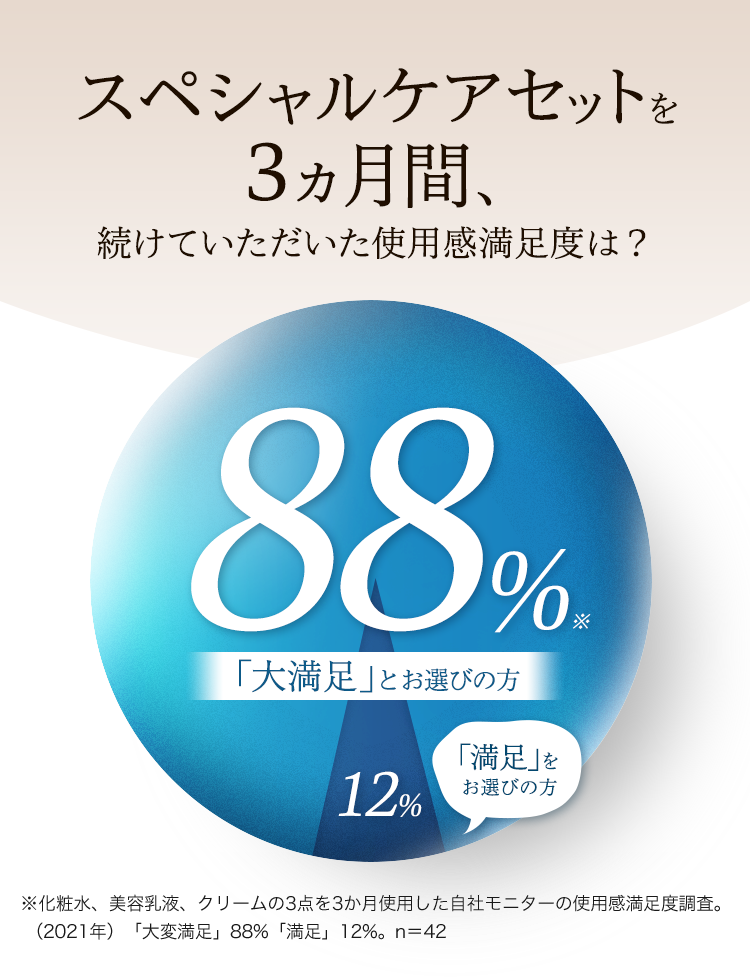 スペシャルケアセットを
3ヵ月間、
続けていただいた使用感満足度は？
88%※
「大満足」とお選びの方
12%
「満足」を
お選びの方
※化粧水、美容乳液、クリームの3点を3か月使用した自社モニターの使用感満足度調査。
（2021年）「大変満足」88%「満足」12%。n＝42